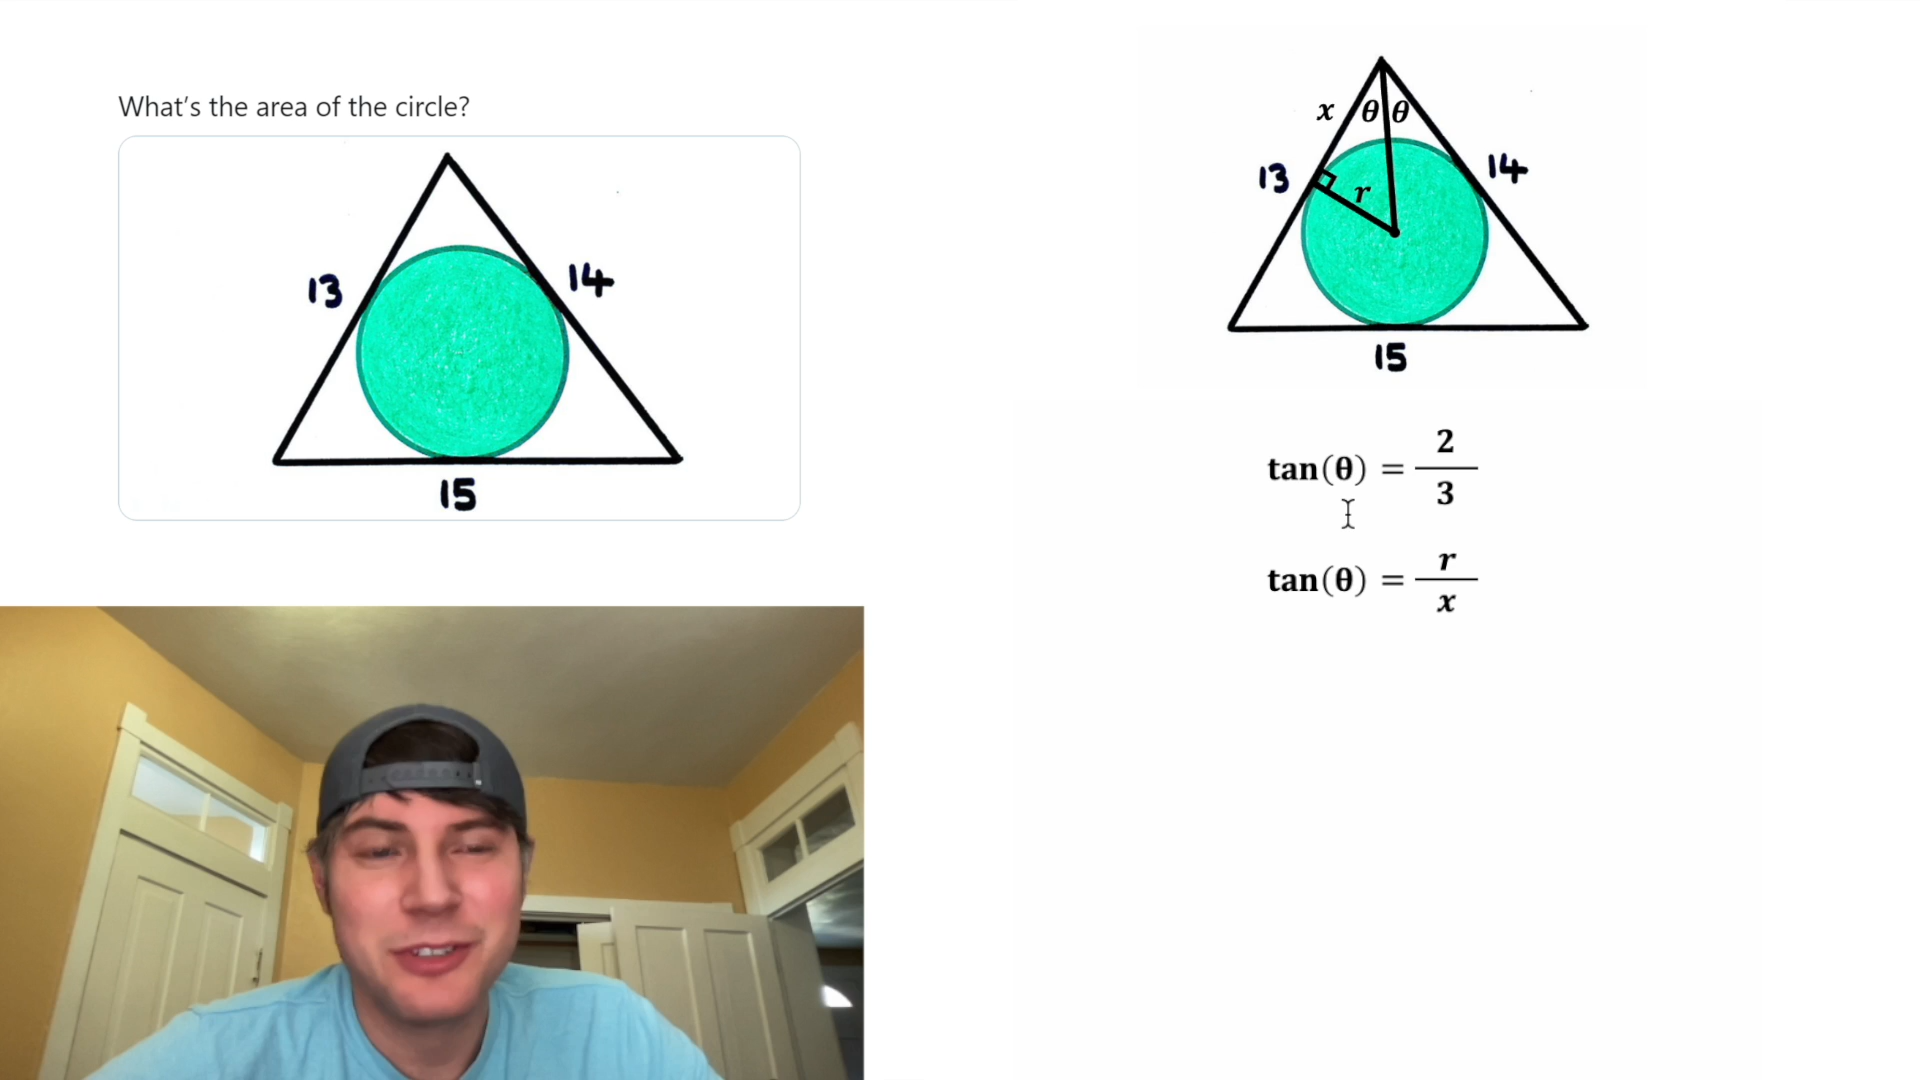 What's the area of the circle?
13
14
15
x
θ
θ
13
r
14
15
tan(θ) = 2/3
tan(θ) = r/x